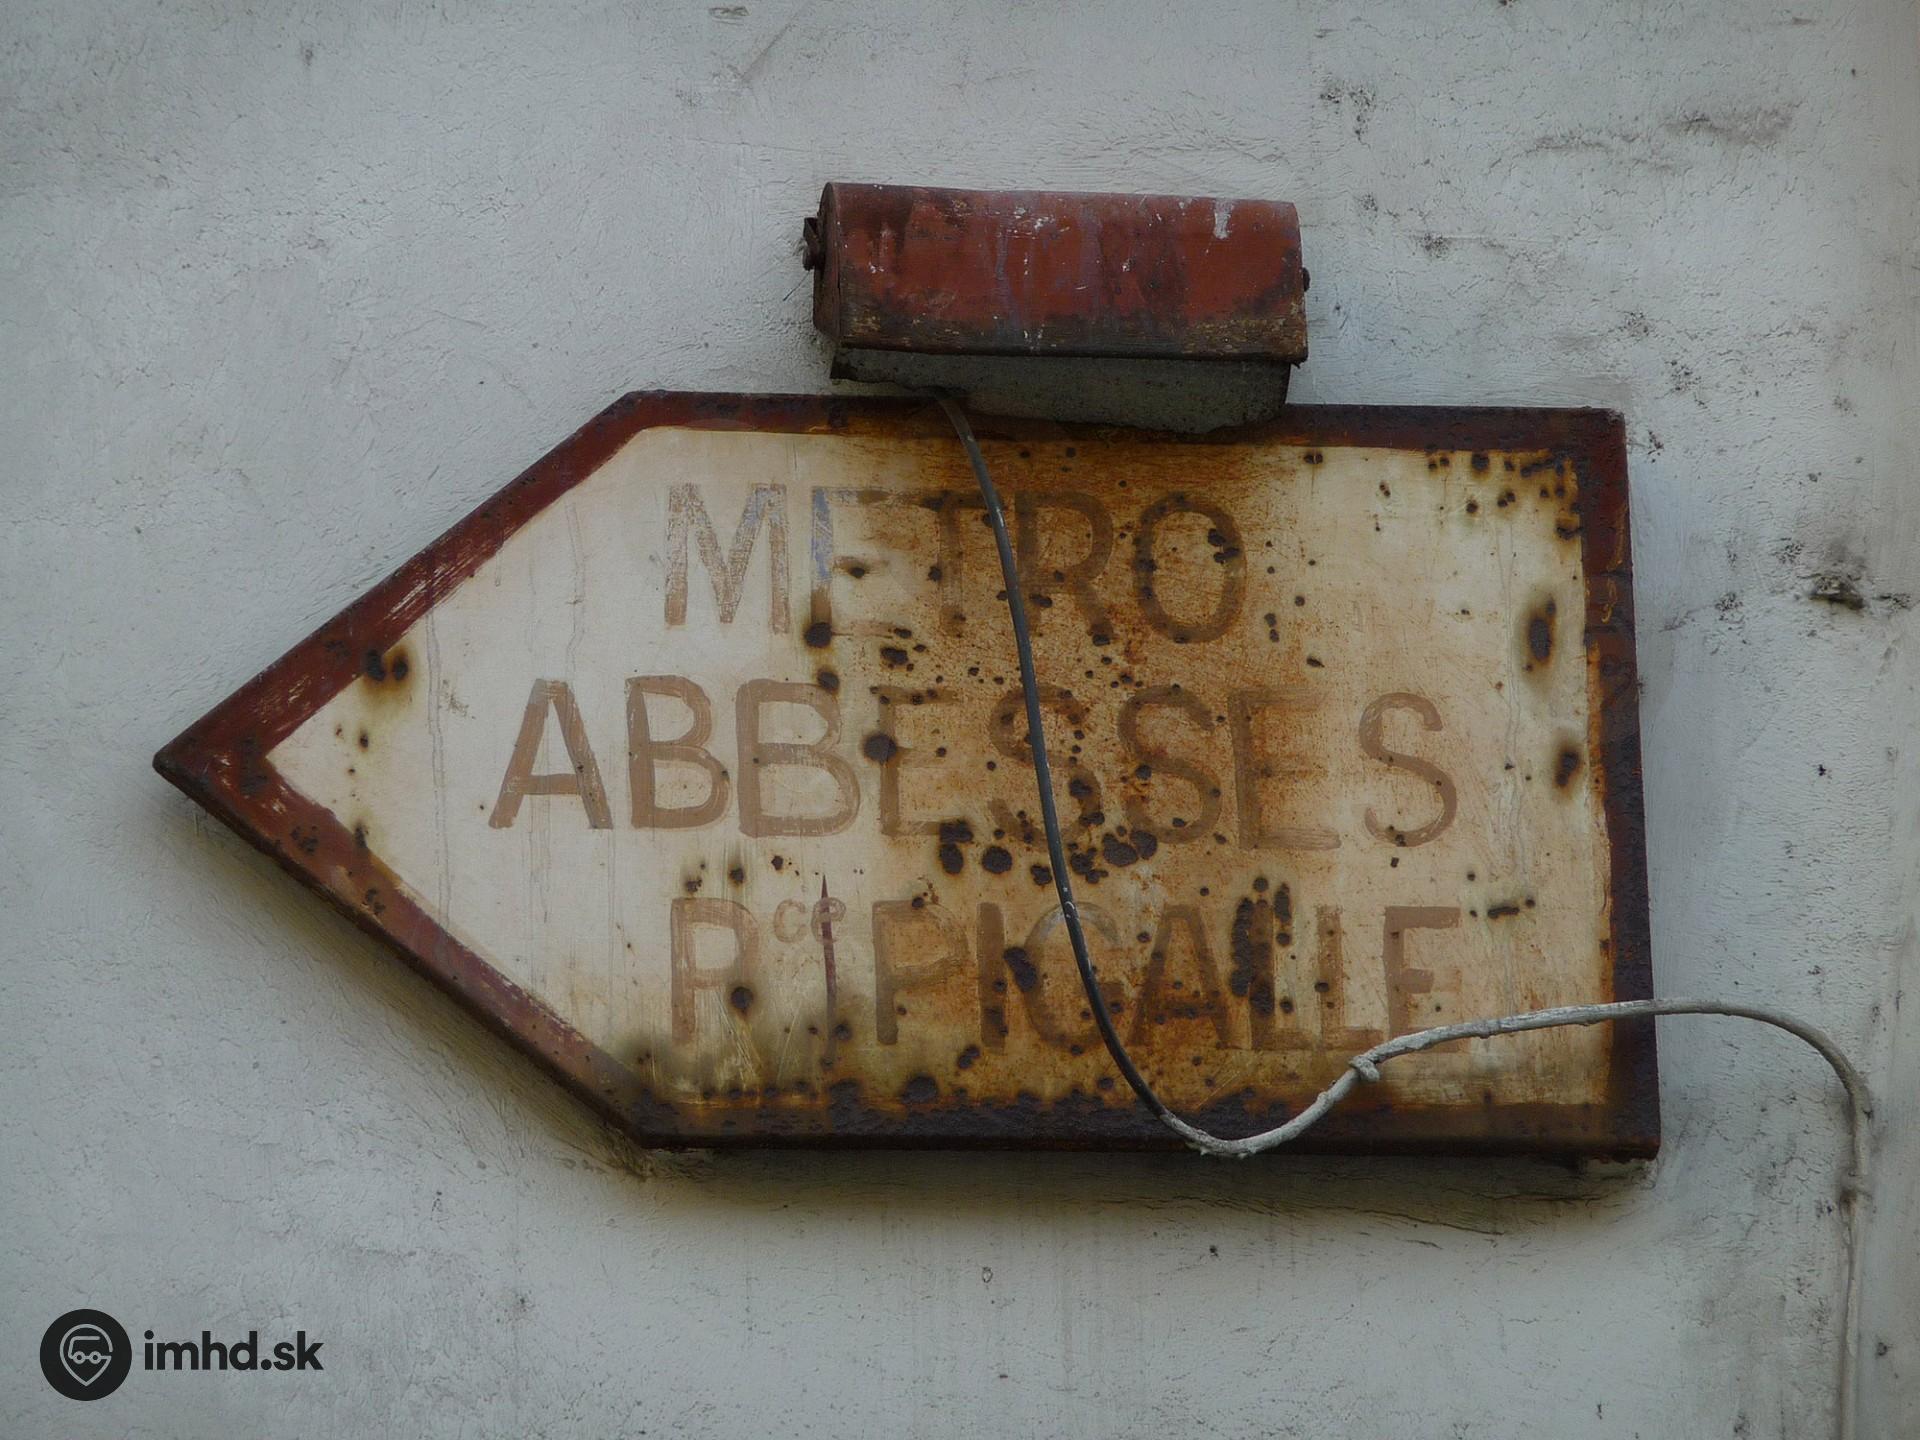 METRO
ABBESSES
Pce PIGALLE
imhd.sk